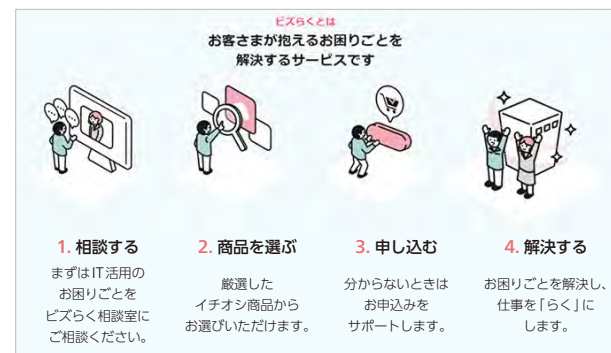 ビズらくとは
お客さまが抱えるお困りごとを
解決するサービスです
1. 相談する
まずはIT活用の
お困りごとを
ビズらく相談室に
ご相談ください。
2. 商品を選ぶ
厳選した
イチオシ商品から
お選びいただけます。
3. 申し込む
分からないときは
お申込みを
サポートします。
4. 解決する
お困りごとを解決し、
仕事を「らく」に
します。